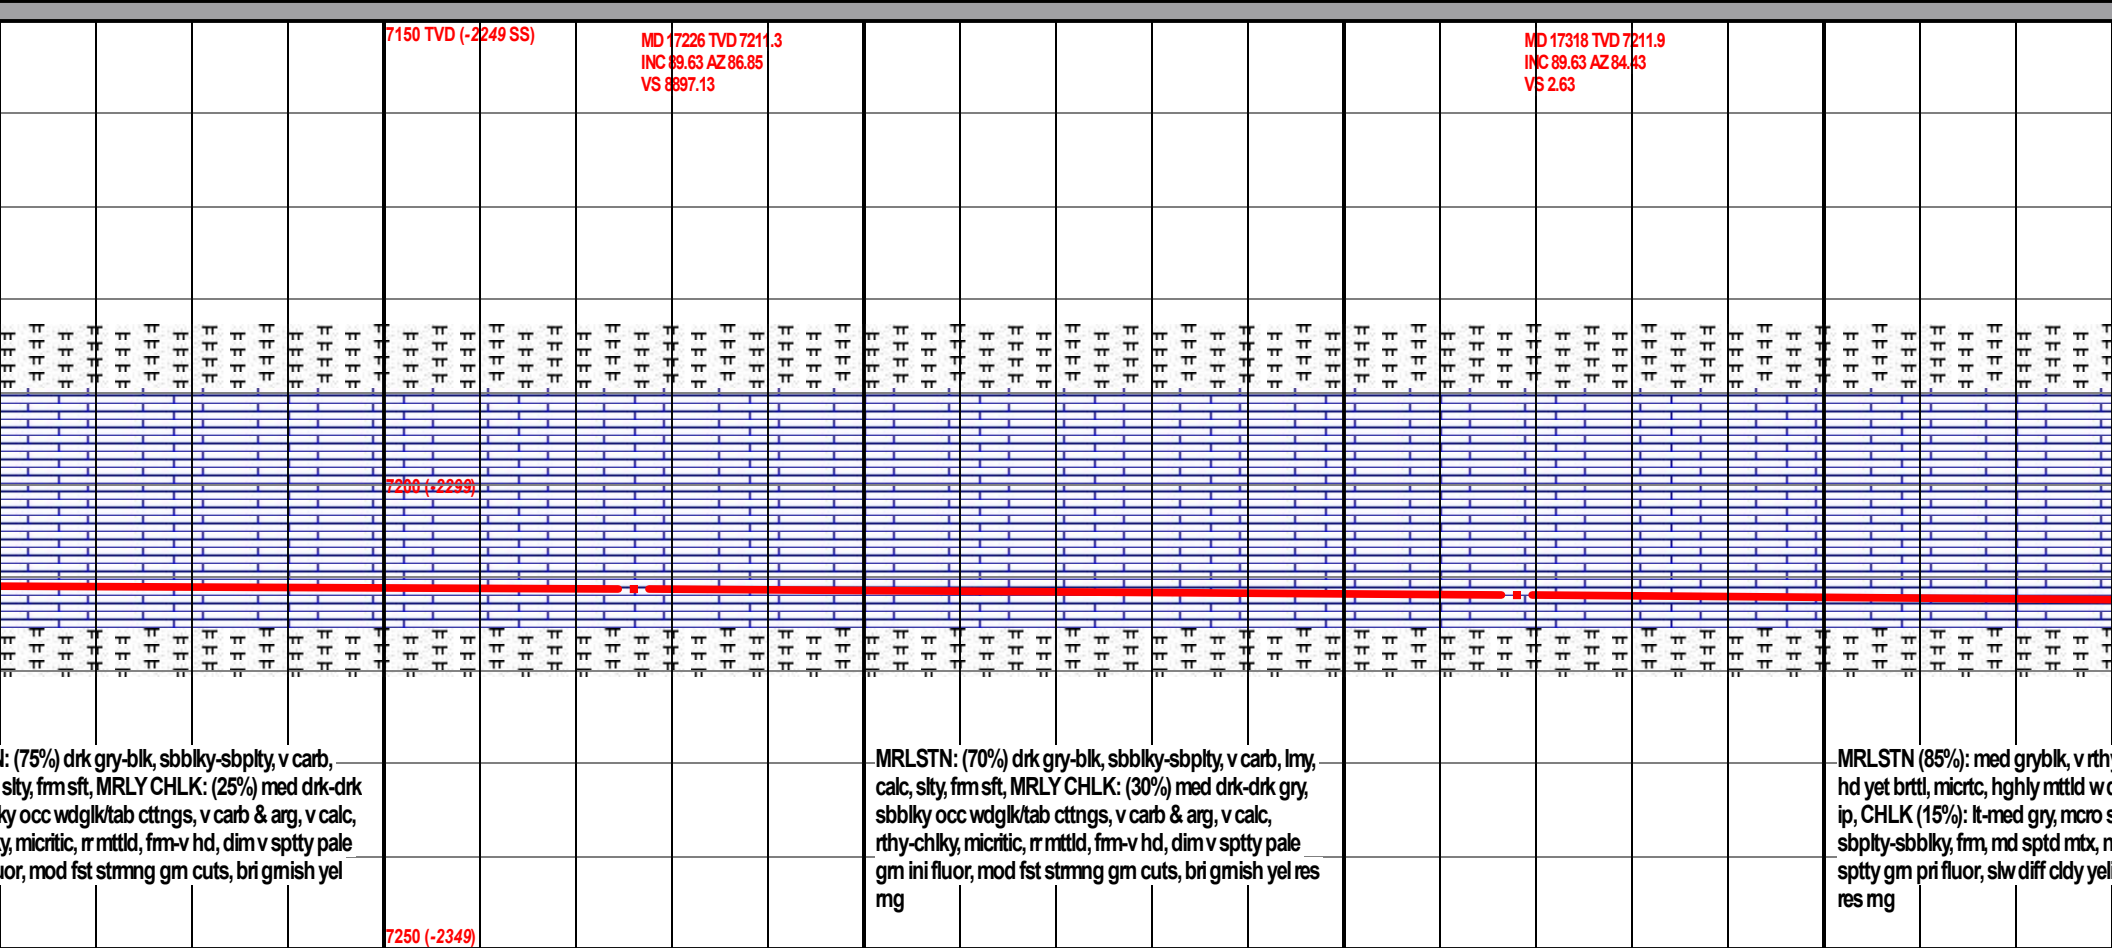 7150 TVD (-2249 SS)
MD 17226 TVD 7211.3
INC 89.63 AZ 86.85
VS 8897.13
MD 17318 TVD 7211.9
INC 89.63 AZ 84.43
VS 2.63
7200 (-2299)
(75%) drk gry-blk, sbblky-sbplty, v carb,
slty, frm sft, MRLY CHLK: (25%) med drk-drk
occ wdglk/tab cttngs, v carb & arg, v calc,
micritic, rr mttld, frm-v hd, dim v sptty pale
mod fst strmng grn cuts, bri grnish yel
MRLSTN: (70%) drk gry-blk, sbblky-sbplty, v carb, lmy,
calc, slty, frm sft, MRLY CHLK: (30%) med drk-drk gry,
sbblky occ wdglk/tab cttngs, v carb & arg, v calc,
rthy-chlky, micritic, rr mttld, frm-v hd, dim v sptty pale
grn ini fluor, mod fst strmng grn cuts, bri grnish yel res
rng
MRLSTN (85%): med gryblk, v rthy
hd yet brttl, micrtc, hghly mttld w
ip, CHLK (15%): lt-med gry, mcro
sbplty-sbblky, frm, md sptd mtx,
sptty grn pri fluor, slw diff cldy
res rng
7250 (-2349)